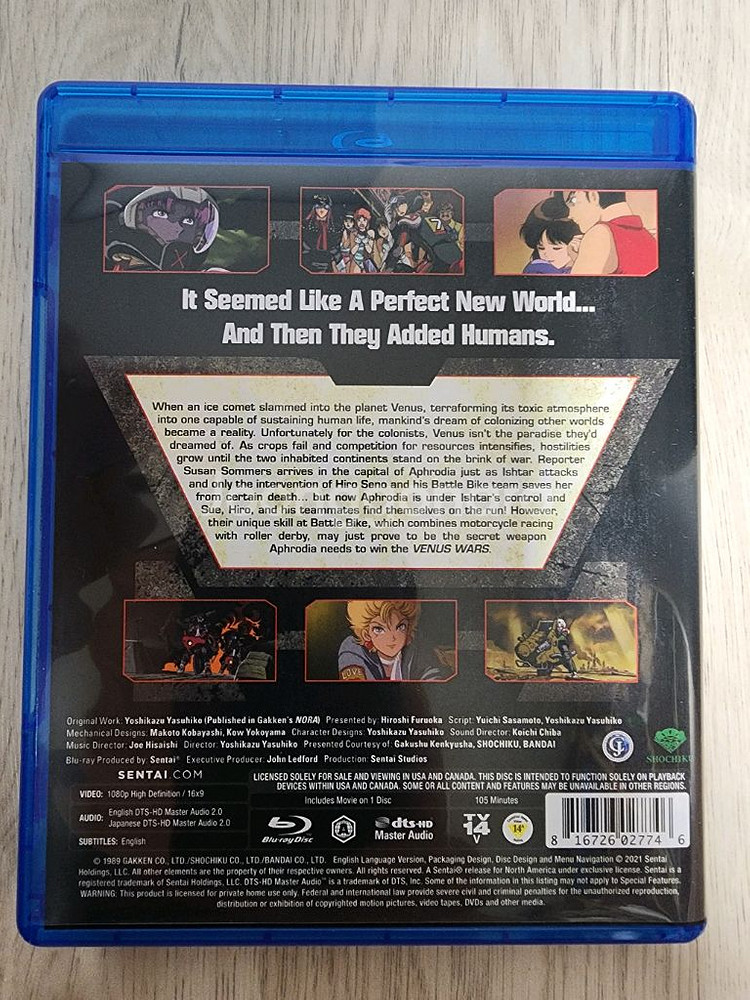 It Seemed Like A Perfect New World...
And Then They Added Humans.
When an ice comet slammed into the planet Venus, terraforming its toxic atmosphere
into one capable of sustaining human life, mankind's dream of colonizing other worlds
became a reality. Unfortunately for the colonists, Venus isn't the paradise they'd
dreamed of. As crops fail and competition for resources intensifies, hostilities
grow until the two inhabited continents stand on the brink of war. Reporter
Susan Sommers arrives in the capital of Aphrodia just as Ishtar attacks
and only the intervention of Hiro Seno and his Battle Bike team saves her
from certain death... but now Aphrodia is under Ishtar's control and
Sue, Hiro, and his teammates find themselves on the run! However,
their unique skill at Battle Bike, which combines motorcycle racing
with roller derby, may just prove to be the secret weapon
Aphrodia needs to win the VENUS WARS.
LOVE
Original Work: Yoshikazu Yasuhiko (Published in Gakken's NORA) Presented by: Hiroshi Furuoka Script: Yuichi Sasamoto, Yoshikazu Yasuhiko
Mechanical Designs: Makoto Kobayashi, Kow Yokoyama Character Designs: Yoshikazu Yasuhiko Sound Director: Koichi Chiba
Music Director: Joe Hisaishi Director: Yoshikazu Yasuhiko Presented Courtesy of: Gakushu Kenkyusha, SHOCHIKU, BANDAI
Blu-ray Produced by: Sentai® Executive Producer: John Ledford Production: Sentai Studios
SHOCHIKU
SENTAI.COM
LICENSED SOLELY FOR SALE AND VIEWING IN USA AND CANADA. THIS DISC IS INTENDED TO FUNCTION SOLELY ON PLAYBACK
DEVICES WITHIN USA AND CANADA. SOME OR ALL CONTENT AND FEATURES MAY BE UNAVAILABLE IN OTHER REGIONS.
VIDEO: 1080p High Definition / 16x9
Includes Movie on 1 Disc 105 Minutes
AUDIO: English DTS-HD Master Audio 2.0
Japanese DTS-HD Master Audio 2.0
SUBTITLES: English
Blu-ray Disc
A
dts-HD
Master Audio
TV
14
14+
8 16726 02774 6
© 1989 GAKKEN CO., LTD./SHOCHIKU CO., LTD./BANDAI CO., LTD. English Language Version, Packaging Design, Disc Design and Menu Navigation © 2021 Sentai
Holdings, LLC. All other elements are the property of their respective owners. All rights reserved. A Sentai® release for North America under exclusive license. Sentai is a
registered trademark of Sentai Holdings, LLC. DTS-HD Master Audio™ is a trademark of DTS, Inc. Some of the information in this listing may not apply to Special Features.
WARNING: This product is licensed for private home use only. Federal and international law provide severe civil and criminal penalties for the unauthorized reproduction,
distribution or exhibition of copyrighted motion pictures, video tapes, DVDs and other media.